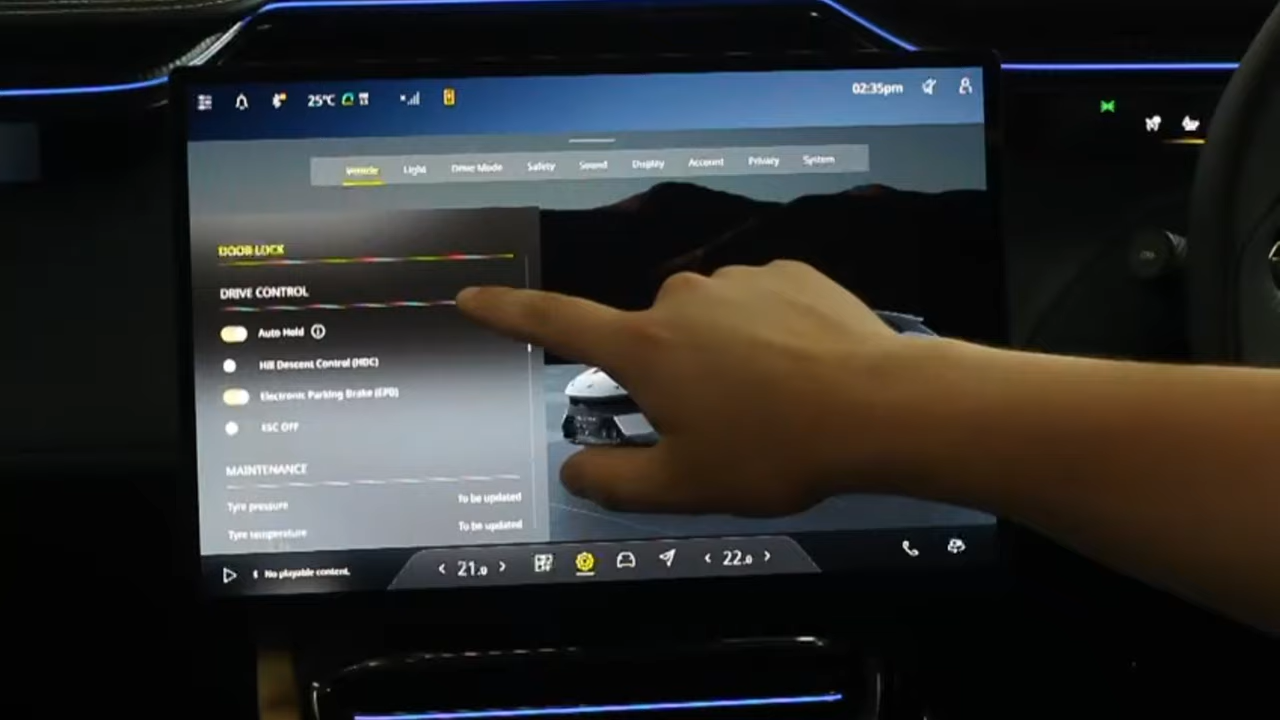 25°C
02:35pm
Vehicle Light Drive Mode Safety Sound Display Account Privacy System
DOOR LOCK
DRIVE CONTROL
Auto Hold
Hill Descent Control (HDC)
Electronic Parking Brake (EPB)
ESC OFF
MAINTENANCE
Tyre pressure To be updated
Tyre temperature To be updated
No playable content.
< 21.0 > < 22.0 >